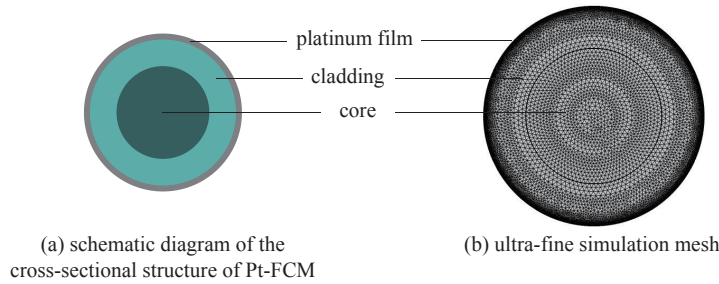 platinum film
cladding
core
(a) schematic diagram of the
cross-sectional structure of Pt-FCM
(b) ultra-fine simulation mesh